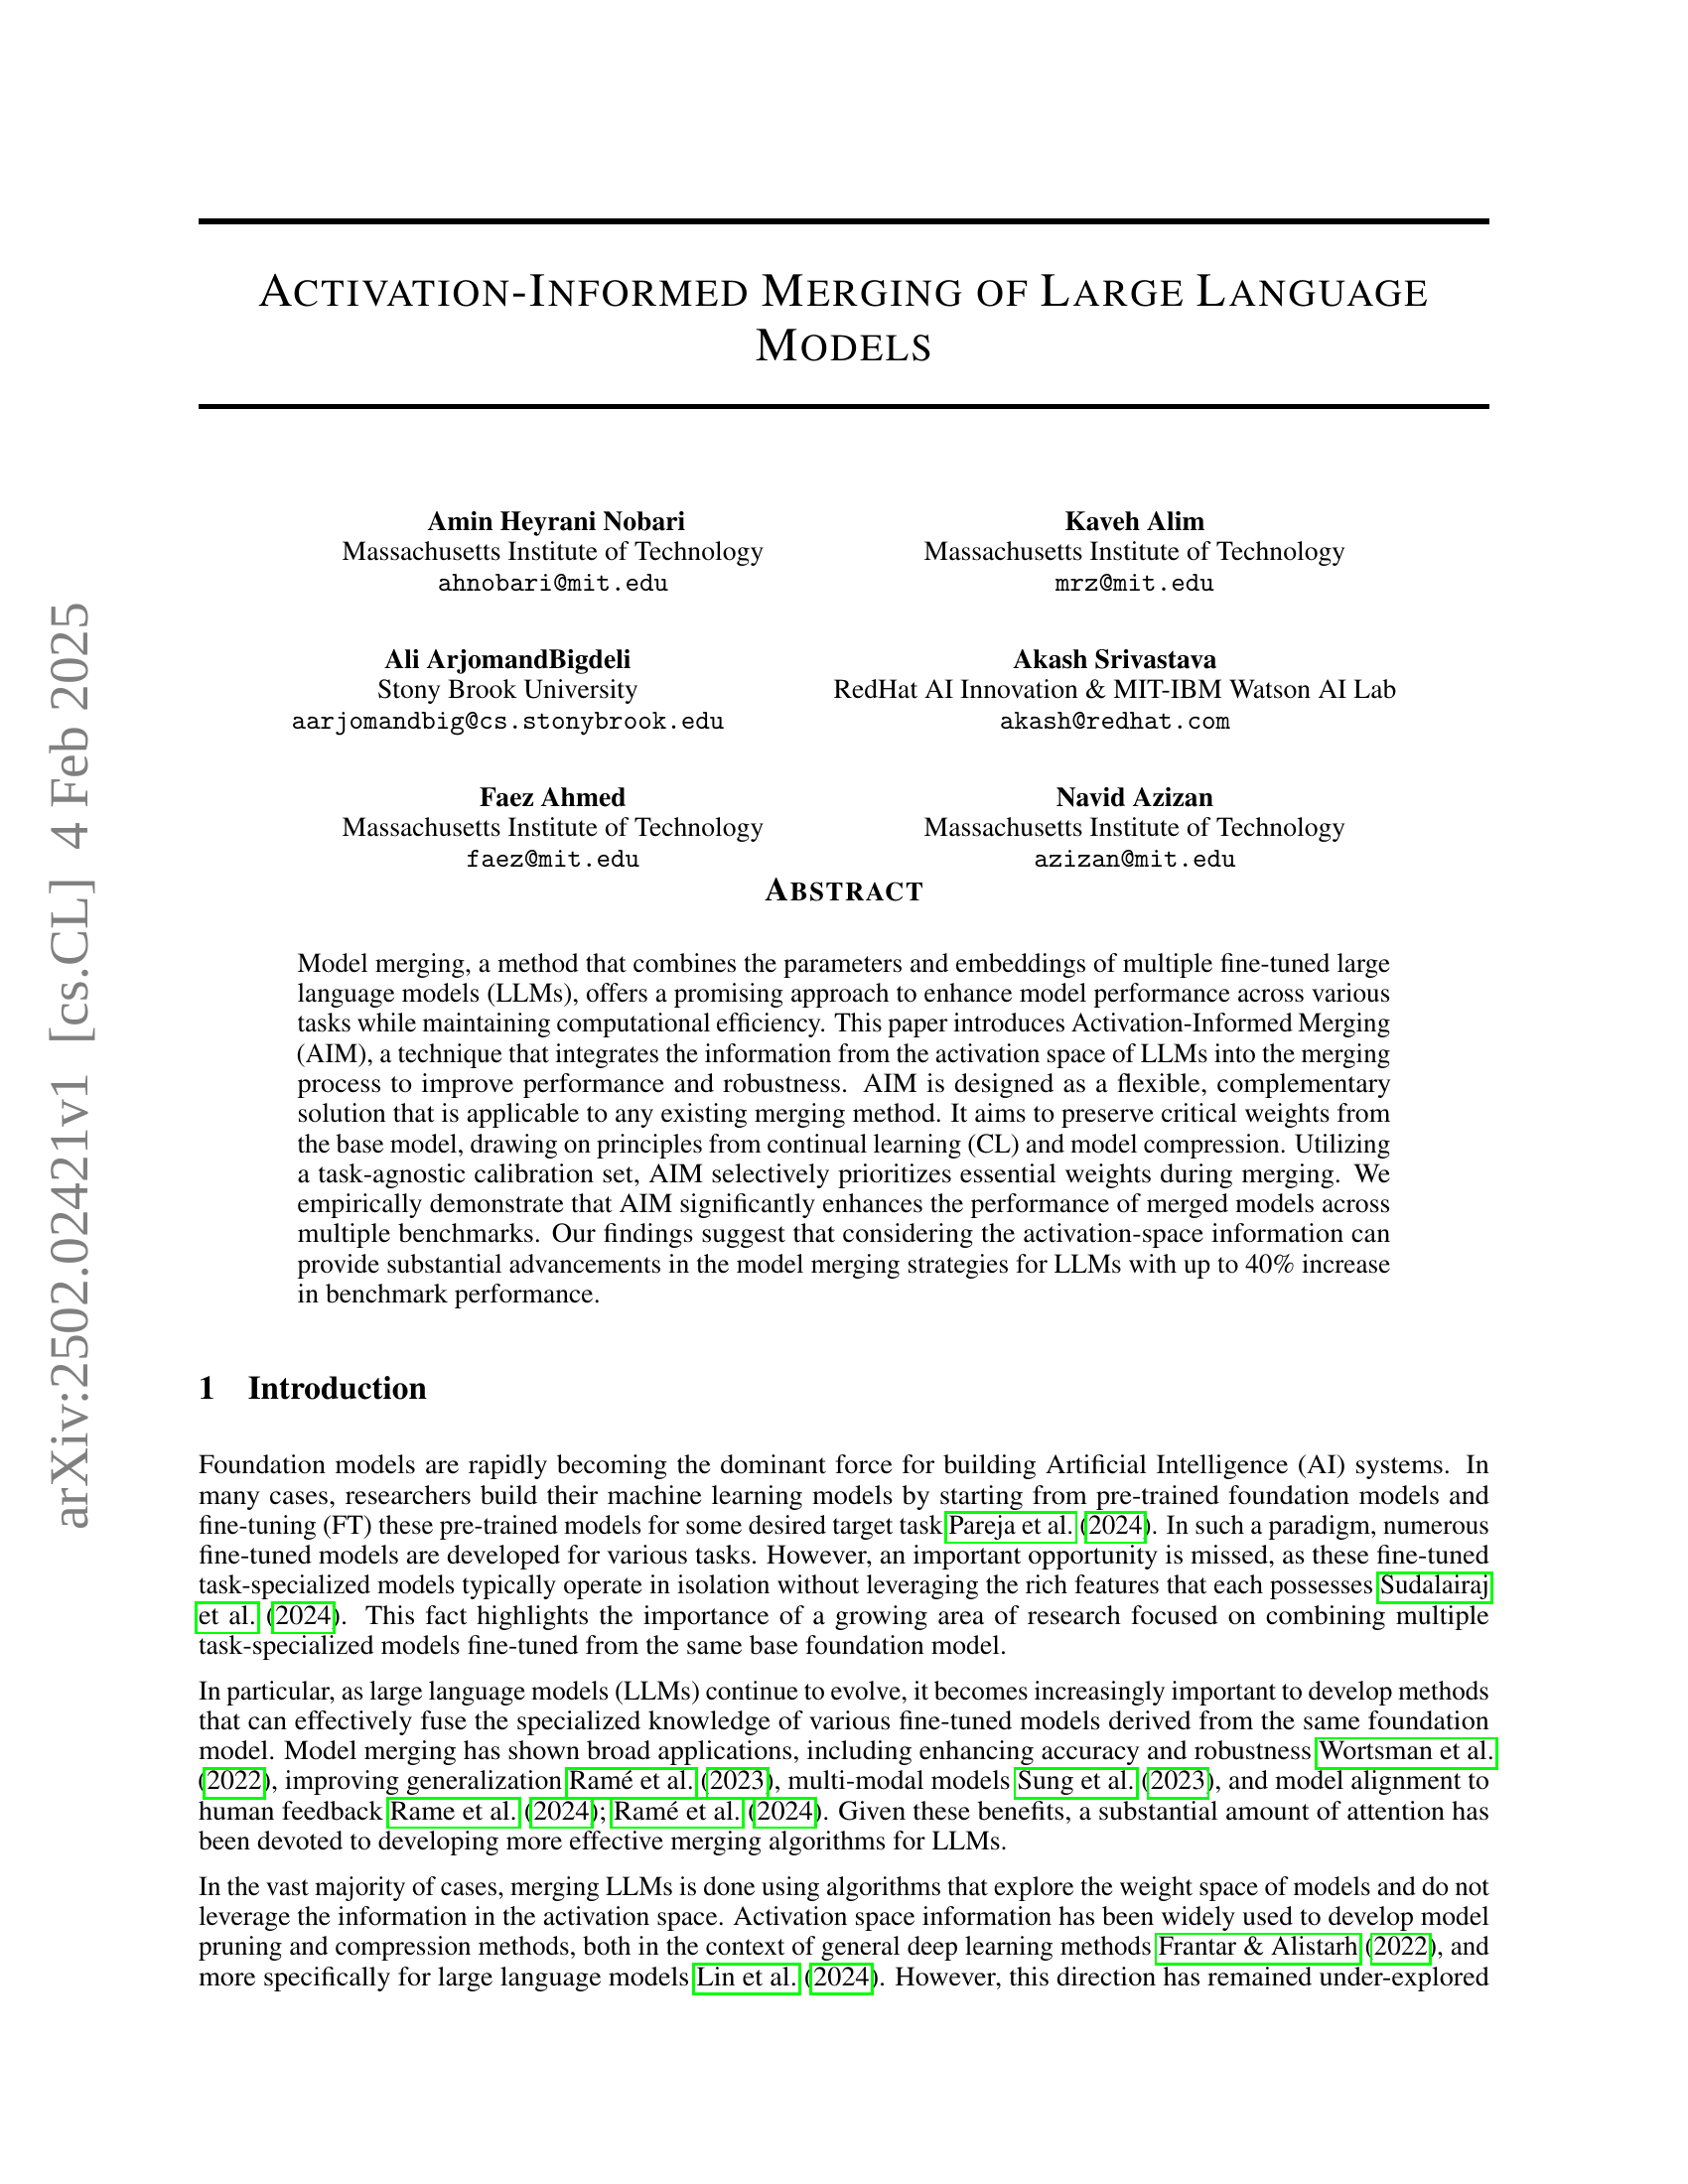 arXiv:2502.02421v1 [cs.CL] 4 Feb 2025
ACTIVATION-INFORMED MERGING OF LARGE LANGUAGE
MODELS
Amin Heyrani Nobari
Massachusetts Institute of Technology
ahnobari@mit.edu
Kaveh Alim
Massachusetts Institute of Technology
mrz@mit.edu
Ali ArjomandBigdeli
Stony Brook University
aarjomandbig@cs.stonybrook.edu
Akash Srivastava
RedHat AI Innovation & MIT-IBM Watson AI Lab
akash@redhat.com
Faez Ahmed
Massachusetts Institute of Technology
faez@mit.edu
Navid Azizan
Massachusetts Institute of Technology
azizan@mit.edu
ABSTRACT
Model merging, a method that combines the parameters and embeddings of multiple fine-tuned large
language models (LLMs), offers a promising approach to enhance model performance across various
tasks while maintaining computational efficiency. This paper introduces Activation-Informed Merging
(AIM), a technique that integrates the information from the activation space of LLMs into the merging
process to improve performance and robustness. AIM is designed as a flexible, complementary
solution that is applicable to any existing merging method. It aims to preserve critical weights from
the base model, drawing on principles from continual learning (CL) and model compression. Utilizing
a task-agnostic calibration set, AIM selectively prioritizes essential weights during merging. We
empirically demonstrate that AIM significantly enhances the performance of merged models across
multiple benchmarks. Our findings suggest that considering the activation-space information can
provide substantial advancements in the model merging strategies for LLMs with up to 40% increase
in benchmark performance.
1 Introduction
Foundation models are rapidly becoming the dominant force for building Artificial Intelligence (AI) systems. In
many cases, researchers build their machine learning models by starting from pre-trained foundation models and
fine-tuning (FT) these pre-trained models for some desired target task Pareja et al. (2024). In such a paradigm, numerous
fine-tuned models are developed for various tasks. However, an important opportunity is missed, as these fine-tuned
task-specialized models typically operate in isolation without leveraging the rich features that each possesses Sudalairaj
et al. (2024). This fact highlights the importance of a growing area of research focused on combining multiple
task-specialized models fine-tuned from the same base foundation model.
In particular, as large language models (LLMs) continue to evolve, it becomes increasingly important to develop methods
that can effectively fuse the specialized knowledge of various fine-tuned models derived from the same foundation
model. Model merging has shown broad applications, including enhancing accuracy and robustness Wortsman et al.
(2022), improving generalization Ramé et al. (2023), multi-modal models Sung et al. (2023), and model alignment to
human feedback Rame et al. (2024); Ramé et al. (2024). Given these benefits, a substantial amount of attention has
been devoted to developing more effective merging algorithms for LLMs.
In the vast majority of cases, merging LLMs is done using algorithms that explore the weight space of models and do not
leverage the information in the activation space. Activation space information has been widely used to develop model
pruning and compression methods, both in the context of general deep learning methods Frantar & Alistarh (2022), and
more specifically for large language models Lin et al. (2024). However, this direction has remained under-explored